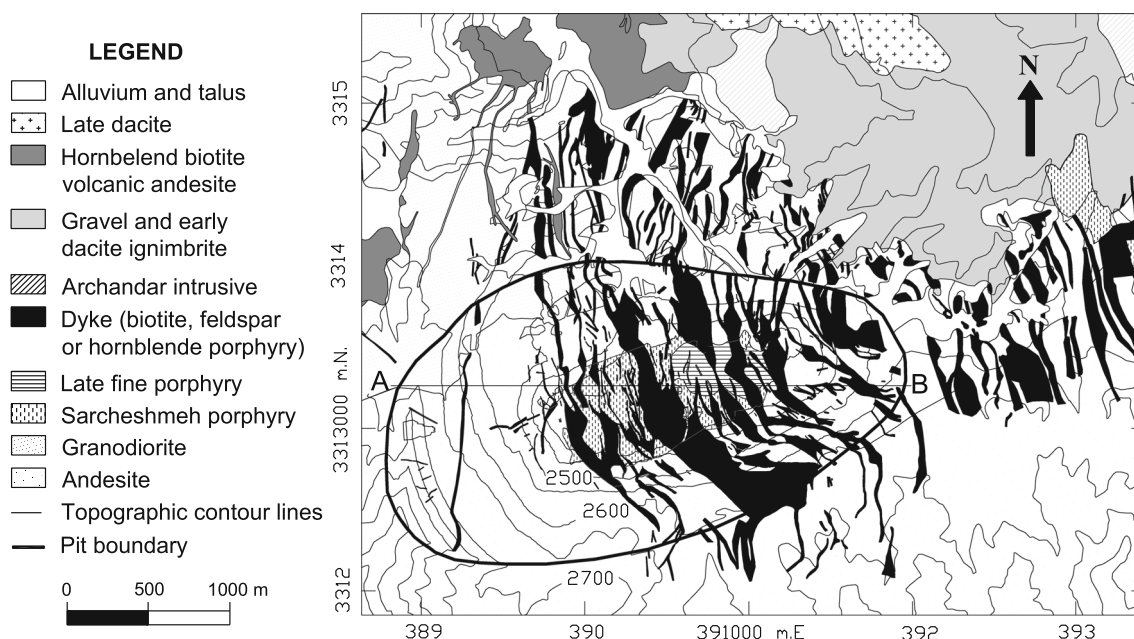 LEGEND
Alluvium and talus
Late dacite
Hornbelend biotite
volcanic andesite
Gravel and early
dacite ignimbrite
Archandar intrusive
Dyke (biotite, feldspar
or hornblende porphyry)
Late fine porphyry
Sarcheshmeh porphyry
Granodiorite
Andesite
Topographic contour lines
Pit boundary
0 500 1000 m
3315
3314
3313000 m.N.
3312
N
A
B
2500
2600
2700
389 390 391000 m.E 392 393